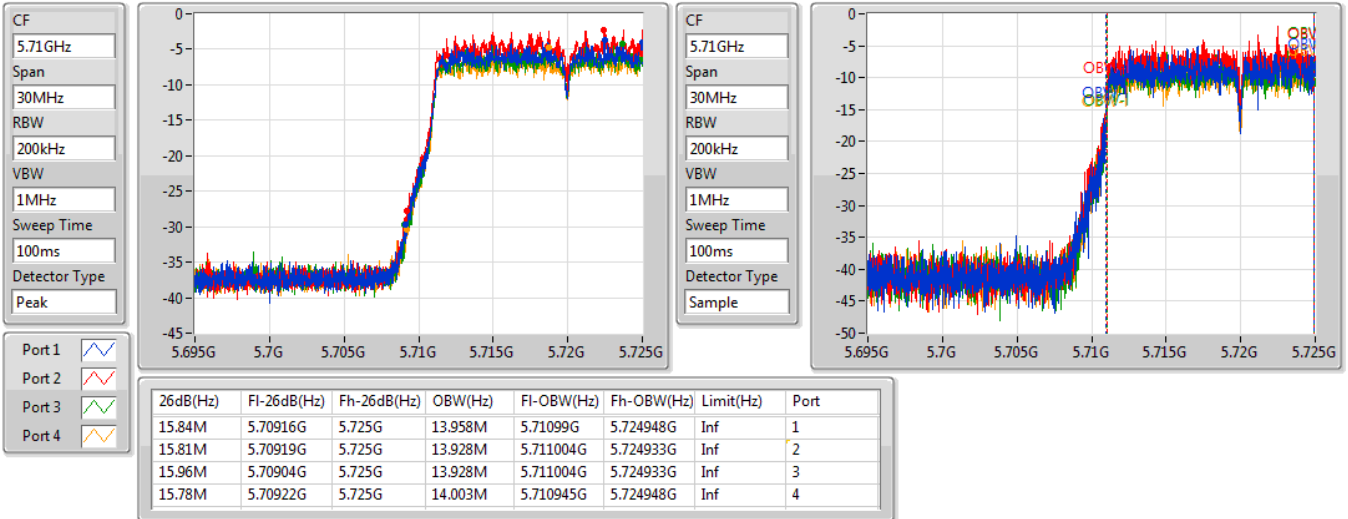 CF
5.71GHz
Span
30MHz
RBW
200kHz
VBW
1MHz
Sweep Time
100ms
Detector Type
Peak
0
-5
-10
-15
-20
-25
-30
-35
-40
-45
5.695G 5.7G 5.705G 5.71G 5.715G 5.72G 5.725G
CF
5.71GHz
Span
30MHz
RBW
200kHz
VBW
1MHz
Sweep Time
100ms
Detector Type
Sample
0
-5
-10
-15
-20
-25
-30
-35
-40
-45
-50
5.695G 5.7G 5.705G 5.71G 5.715G 5.72G 5.725G
Port 1
Port 2
Port 3
Port 4
26dB(Hz) Fl-26dB(Hz) Fh-26dB(Hz) OBW(Hz) Fl-OBW(Hz) Fh-OBW(Hz) Limit(Hz) Port
15.84M 5.70916G 5.725G 13.958M 5.71099G 5.724948G Inf 1
15.81M 5.70919G 5.725G 13.928M 5.711004G 5.724933G Inf 2
15.96M 5.70904G 5.725G 13.928M 5.711004G 5.724933G Inf 3
15.78M 5.70922G 5.725G 14.003M 5.710945G 5.724948G Inf 4